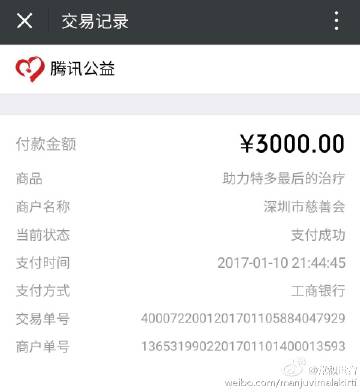 交易记录
腾讯公益
付款金额 ¥3000.00
商品 助力特多最后的治疗
商户名称 深圳市慈善会
当前状态 支付成功
支付时间 2017-01-10 21:44:45
支付方式 工商银行
交易单号 4000722001201701105884047929
商户单号 1365319902201701101400013593
weibo.com/manjuvimalakirti